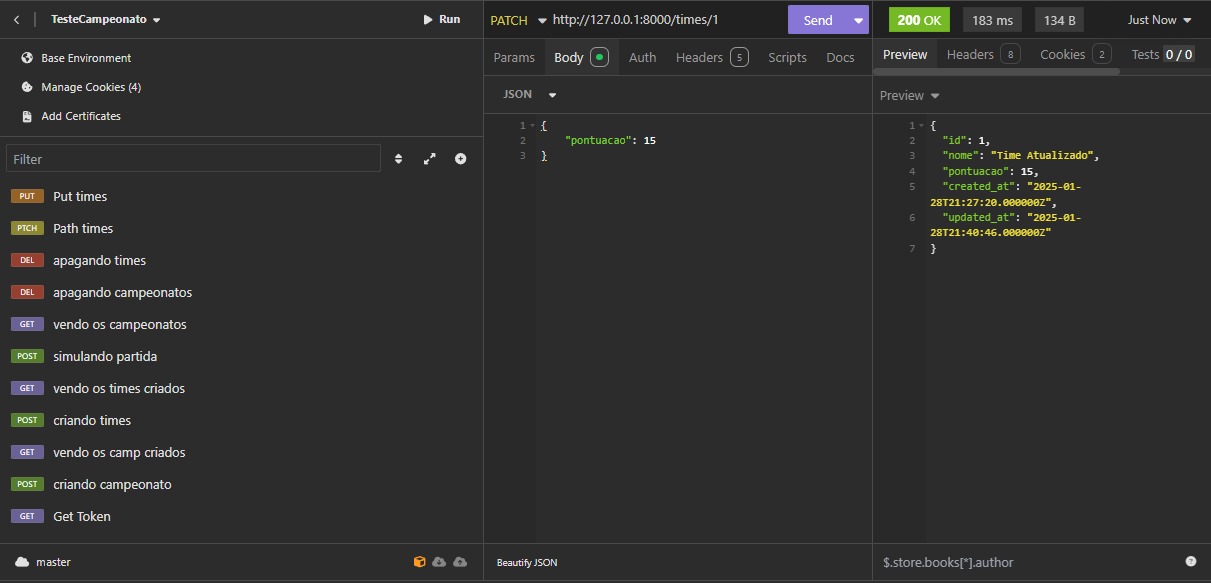 TesteCampeonato
Run
Base Environment
Manage Cookies (4)
Add Certificates
Filter
PUT Put times
PTCH Path times
DEL apagando times
DEL apagando campeonatos
GET vendo os campeonatos
POST simulando partida
GET vendo os times criados
POST criando times
GET vendo os camp criados
POST criando campeonato
GET Get Token
master
PATCH http://127.0.0.1:8000/times/1 Send
Params Body Auth Headers 5 Scripts Docs
JSON
1 {
2 "pontuacao": 15
3 }
Beautify JSON
200 OK 183 ms 134 B Just Now
Preview Headers 8 Cookies 2 Tests 0 / 0
Preview
1 {
2 "id": 1,
3 "nome": "Time Atualizado",
4 "pontuacao": 15,
5 "created_at": "2025-01-
28T21:27:20.000000Z",
6 "updated_at": "2025-01-
28T21:40:46.000000Z"
7 }
$.store.books[*].author
?